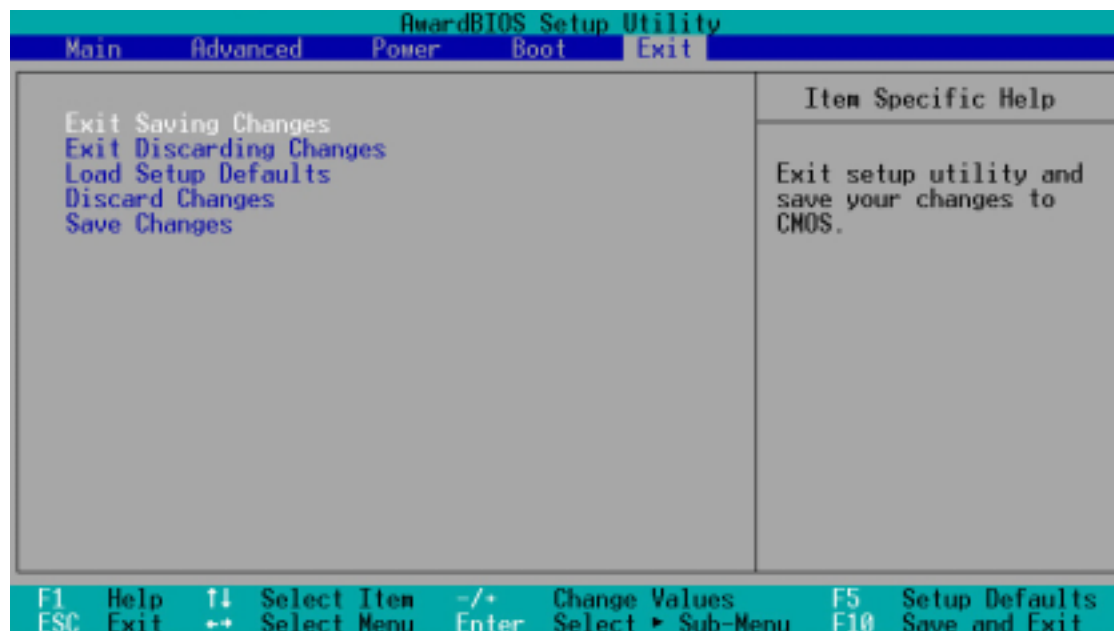 AwardBIOS Setup Utility
Main Advanced Power Boot Exit
Item Specific Help
Exit Saving Changes
Exit Discarding Changes
Load Setup Defaults
Discard Changes
Save Changes
Exit setup utility and
save your changes to
CMOS.
F1 Help ↑↓ Select Item -/+ Change Values F5 Setup Defaults
ESC Exit ←→ Select Menu Enter Select ► Sub-Menu F10 Save and Exit